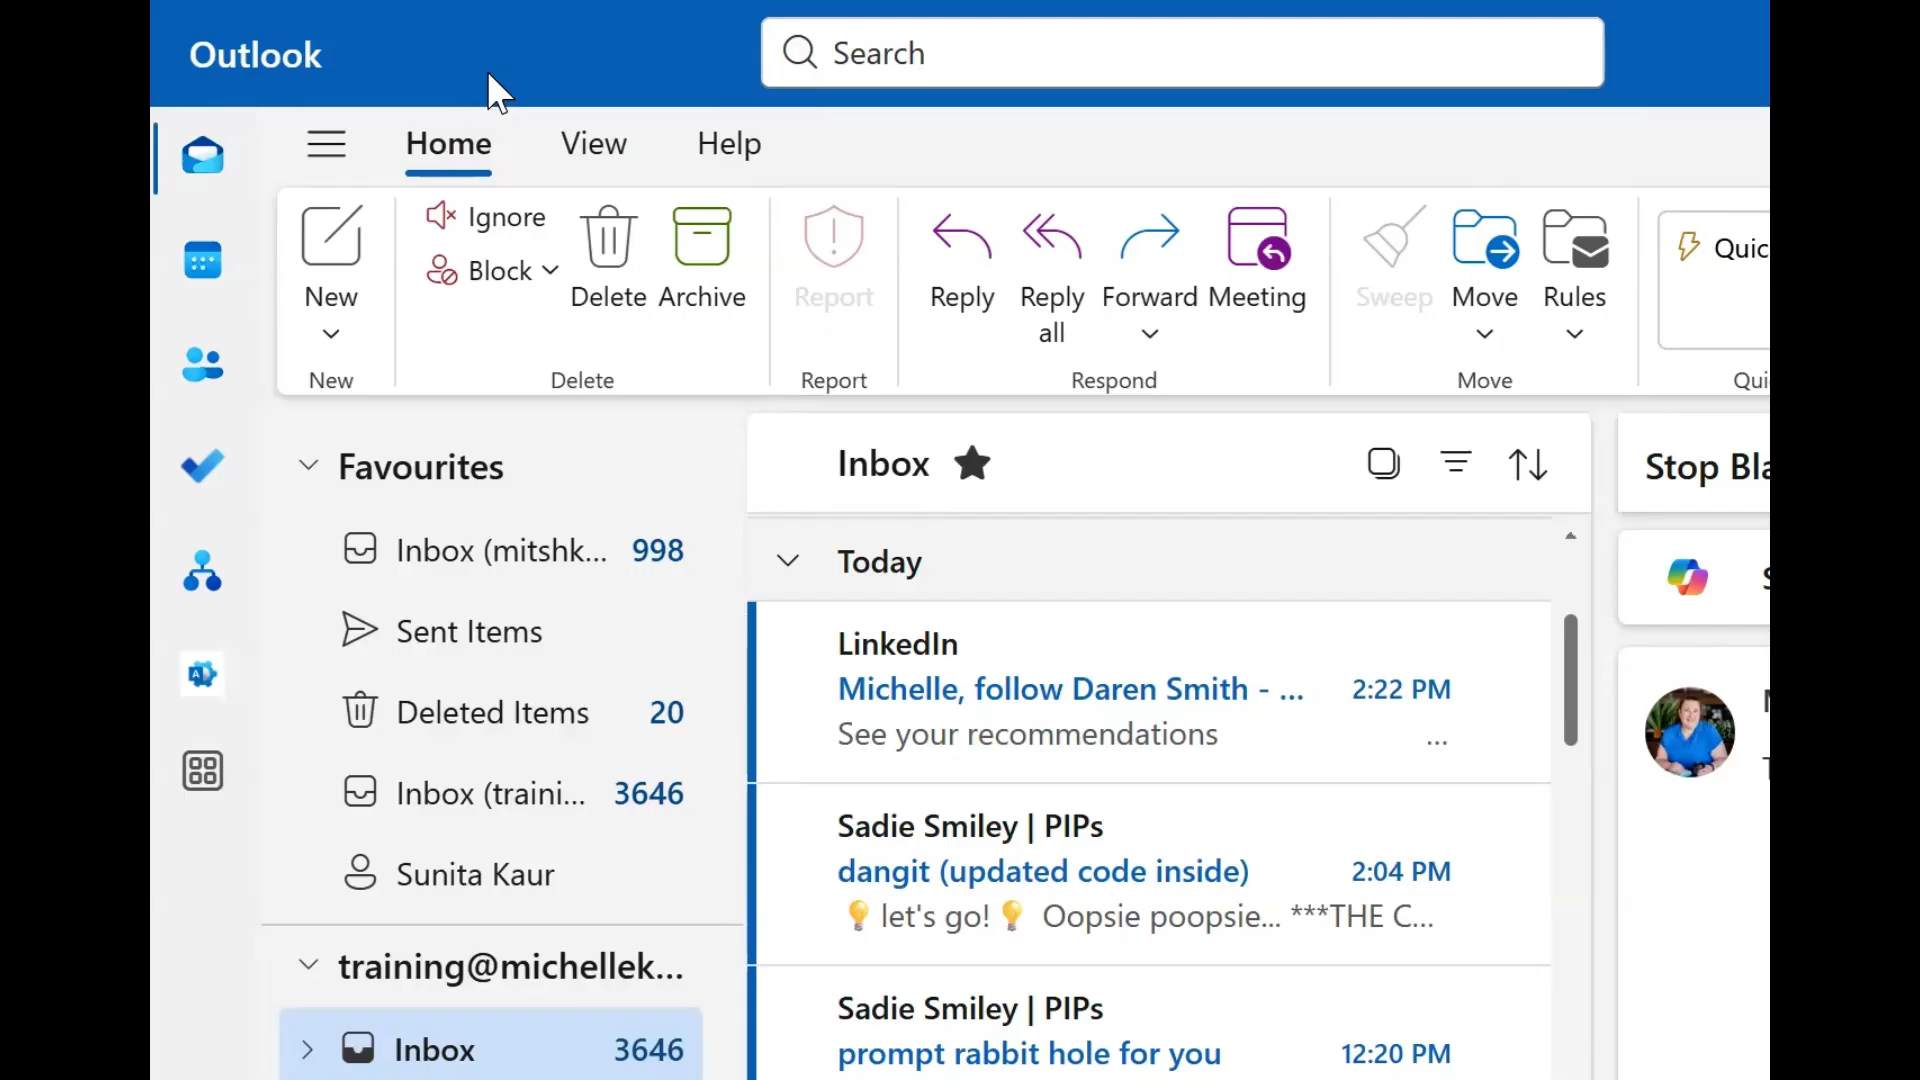 Outlook
Search
Home View Help
Ignore
Block
New
Delete Archive
Report
Reply
Reply all
Forward
Meeting
Sweep
Move
Rules
Quic
New
Delete
Report
Respond
Move
Qui
Favourites
Inbox (mitshk... 998
Sent Items
Deleted Items 20
Inbox (traini... 3646
Sunita Kaur
training@michellek...
Inbox 3646
Inbox
Today
LinkedIn
Michelle, follow Daren Smith - ... 2:22 PM
See your recommendations ...
Sadie Smiley | PIPs
dangit (updated code inside) 2:04 PM
💡 let's go! 💡 Oopsie poopsie... ***THE C...
Sadie Smiley | PIPs
prompt rabbit hole for you 12:20 PM
Stop Bla